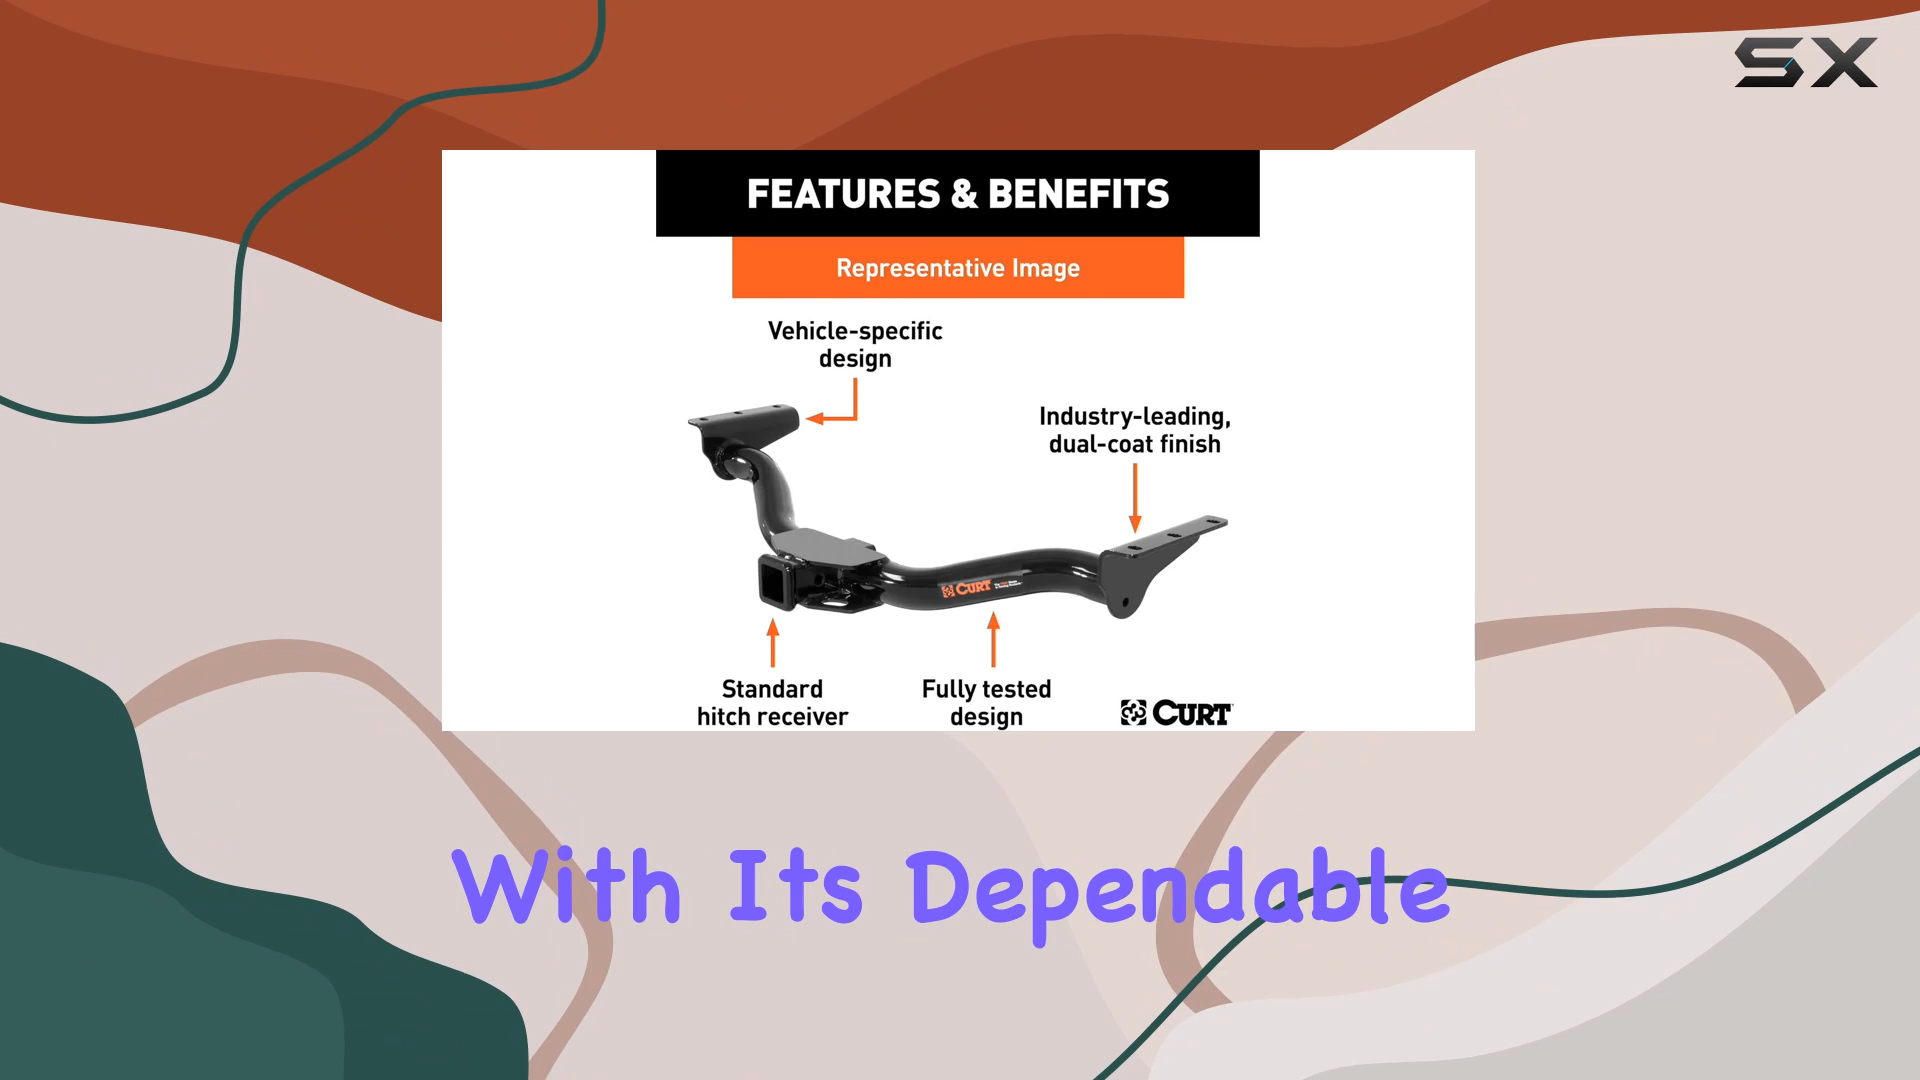 SX
FEATURES & BENEFITS
Representative Image
Vehicle-specific
design
Industry-leading,
dual-coat finish
CURT
Standard
hitch receiver
Fully tested
design
CURT
With Its Dependable